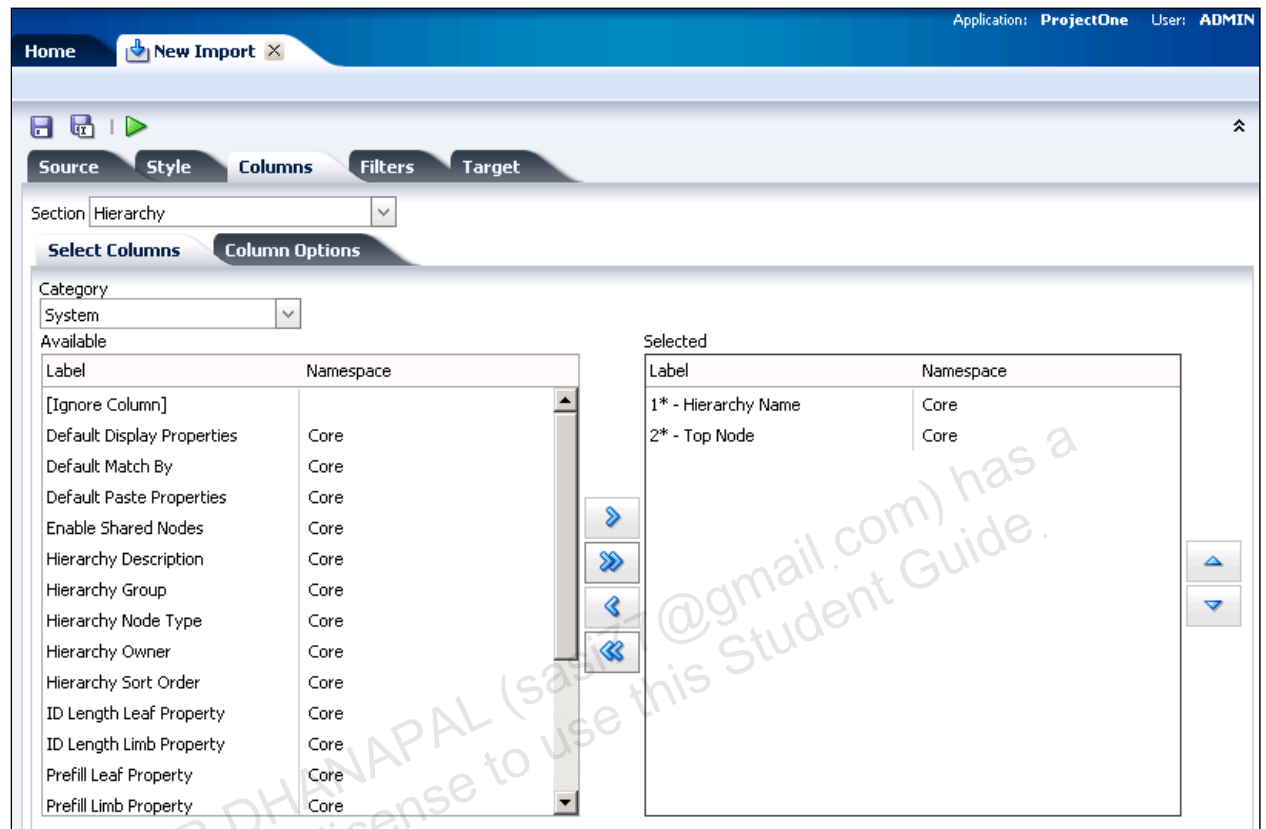 Application: ProjectOne User: ADMIN
Home New Import
Source Style Columns Filters Target
Section Hierarchy
Select Columns Column Options
Category
System
Available Selected
Label Namespace Label Namespace
[Ignore Column] 1* - Hierarchy Name Core
Default Display Properties Core 2* - Top Node Core
Default Match By Core
Default Paste Properties Core
Enable Shared Nodes Core
Hierarchy Description Core
Hierarchy Group Core
Hierarchy Node Type Core
Hierarchy Owner Core
Hierarchy Sort Order Core
ID Length Leaf Property Core
ID Length Limb Property Core
Prefill Leaf Property Core
Prefill Limb Property Core
DHANAPAL @gmail.com) has a
license to use this Student Guide.